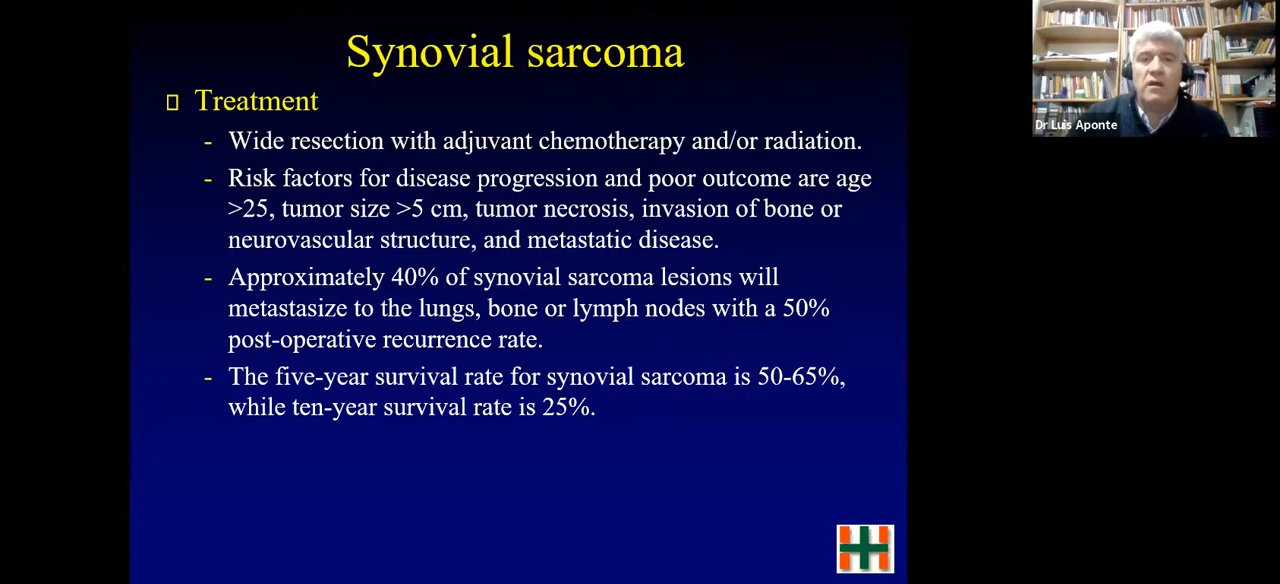 Synovial sarcoma
Treatment
- Wide resection with adjuvant chemotherapy and/or radiation.
- Risk factors for disease progression and poor outcome are age
>25, tumor size >5 cm, tumor necrosis, invasion of bone or
neurovascular structure, and metastatic disease.
- Approximately 40% of synovial sarcoma lesions will
metastasize to the lungs, bone or lymph nodes with a 50%
post-operative recurrence rate.
- The five-year survival rate for synovial sarcoma is 50-65%,
while ten-year survival rate is 25%.
Dr Luis Aponte